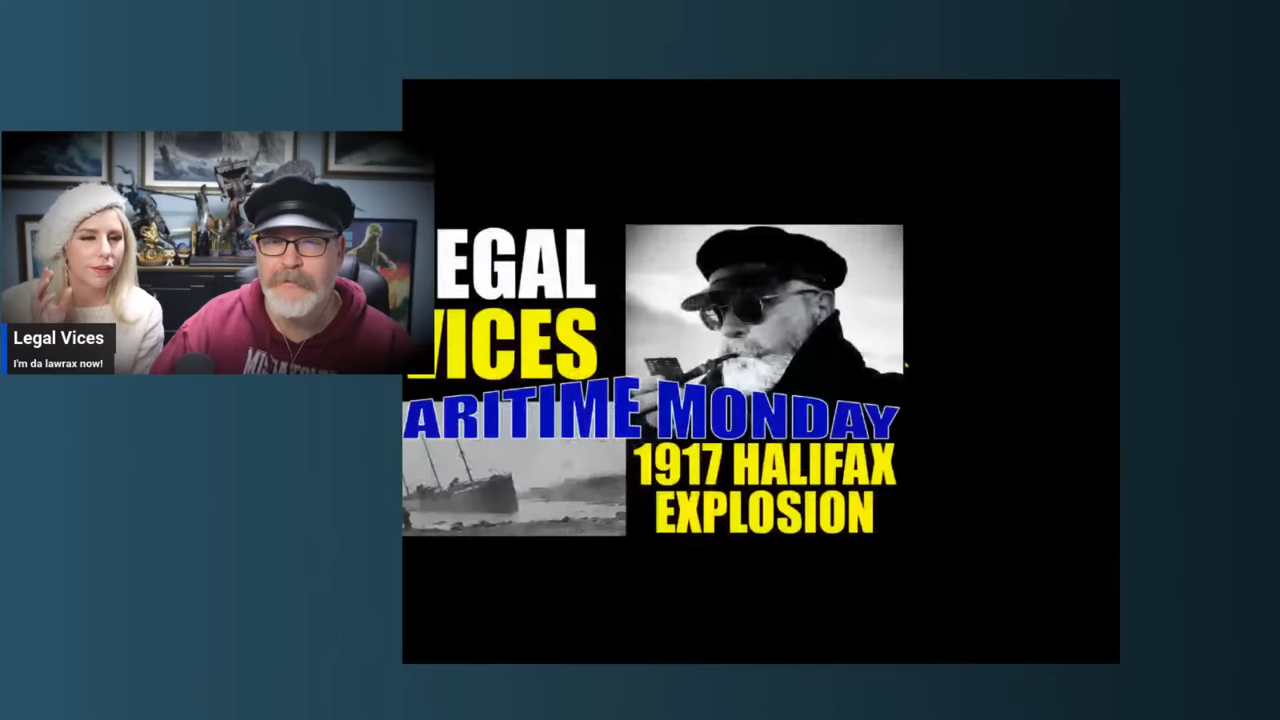 Legal Vices
I'm da lawrax now!
EGAL
VICES
ARITIME MONDAY
1917 HALIFAX
EXPLOSION